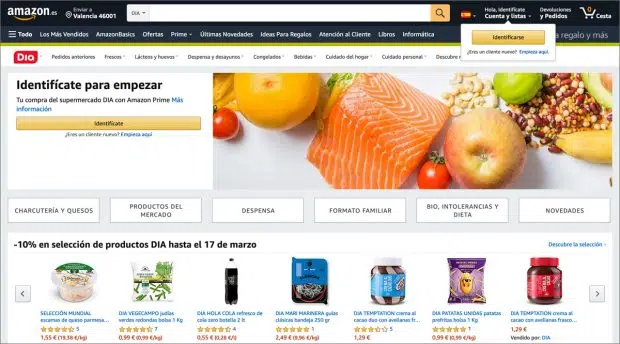 amazon.es
Enviar a
Valencia 46001
DIA
Hola, identifícate
Cuenta y listas
Devoluciones
y Pedidos
0
Cesta
Todo Los Más Vendidos AmazonBasics Ofertas Prime Últimas Novedades Ideas Para Regalos Atención al Cliente Libros Informática
a regalo y más
Identificarse
¿Eres un cliente nuevo? Empieza aquí.
Dia
Pedidos anteriores Frescos Lácteos y huevos Despensa y desayunos Congelados Bebidas Cuidado del hogar Cuidado personal Descubre
Identifícate para empezar
Tu compra del supermercado DIA con Amazon Prime Más
información
Identifícate
¿Eres un cliente nuevo? Empieza aquí
CHARCUTERÍA Y QUESOS
PRODUCTOS DEL
MERCADO
DESPENSA
FORMATO FAMILIAR
BIO, INTOLERANCIAS Y
DIETA
NOVEDADES
-10% en selección de productos DIA hasta el 17 de marzo
Descubre la selección
SELECCIÓN MUNDIAL
escamas de queso parmesa...
5
1,55 € (19,38 €/kg)
DIA VEGECAMPO judías
verdes redondas bolsa 1 Kg
7
0,99 € (0,99 €/kg)
DIA HOLA COLA refresco de
cola zero botella 2 lt
4
0,55 € (0,28 €/l)
DIA MARI MARINERA gulas
clásicas bandeja 250 gr
1
2,49 € (9,96 €/kg)
DIA TEMPTATION crema al
cacao duo con avellanas f...
1
1,29 €
DIA PATATAS UNIDAS patatas
prefritas bolsa 1 Kg
4
0,99 € (0,99 €/kg)
DIA TEMPTATION crema al
cacao con avellanas frasco...
1,29 €
Vendido por: DIA